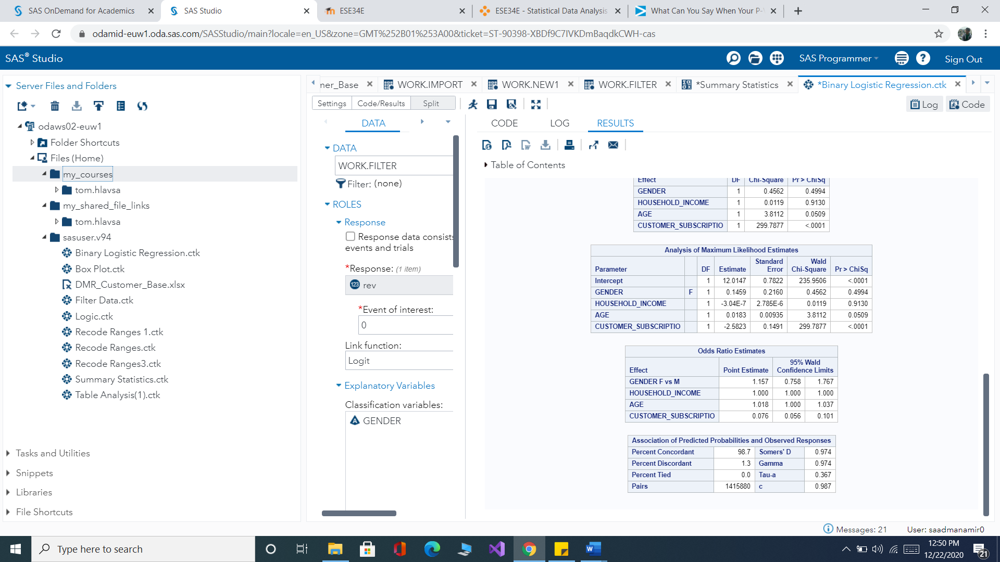 SAS OnDemand for Academics
SAS Studio
ESE34E
ESE34E - Statistical Data Analysis
What Can You Say When Your P-
odamid-euw1.oda.sas.com/SASStudio/main?locale=en_US&zone=GMT%252B01%253A00&ticket=ST-90398-XBDf9C7IVKDmBaqdkCWH-cas
SAS® Studio
SAS Programmer
Sign Out
Server Files and Folders
odaws02-euw1
Folder Shortcuts
Files (Home)
my_courses
tom.hlavsa
my_shared_file_links
tom.hlavsa
sasuser.v94
Binary Logistic Regression.ctk
Box Plot.ctk
DMR_Customer_Base.xlsx
Filter Data.ctk
Logic.ctk
Recode Ranges 1.ctk
Recode Ranges.ctk
Recode Ranges3.ctk
Summary Statistics.ctk
Table Analysis(1).ctk
Tasks and Utilities
Snippets
Libraries
File Shortcuts
mer_Base
WORK.IMPORT
WORK.NEW1
WORK.FILTER
*Summary Statistics
*Binary Logistic Regression.ctk
Settings Code/Results Split
Log Code
DATA
DATA
WORK.FILTER
Filter: (none)
ROLES
Response
Response data consists
events and trials
*Response: (1 item)
123 rev
*Event of interest:
0
Link function:
Logit
Explanatory Variables
Classification variables:
GENDER
CODE LOG RESULTS
Table of Contents
Effect DF Chi-Square Pr > ChiSq
GENDER 1 0.4562 0.4994
HOUSEHOLD_INCOME 1 0.0119 0.9130
AGE 1 3.8112 0.0509
CUSTOMER_SUBSCRIPTIO 1 299.7877 <.0001
Analysis of Maximum Likelihood Estimates
Parameter DF Estimate Standard Error Wald Chi-Square Pr > ChiSq
Intercept 1 12.0147 0.7822 235.9506 <.0001
GENDER F 1 0.1459 0.2160 0.4562 0.4994
HOUSEHOLD_INCOME 1 -3.04E-7 2.785E-6 0.0119 0.9130
AGE 1 0.0183 0.00935 3.8112 0.0509
CUSTOMER_SUBSCRIPTIO 1 -2.5823 0.1491 299.7877 <.0001
Odds Ratio Estimates
Effect Point Estimate 95% Wald Confidence Limits
GENDER F vs M 1.157 0.758 1.767
HOUSEHOLD_INCOME 1.000 1.000 1.000
AGE 1.018 1.000 1.037
CUSTOMER_SUBSCRIPTIO 0.076 0.056 0.101
Association of Predicted Probabilities and Observed Responses
Percent Concordant 98.7 Somers' D 0.974
Percent Discordant 1.3 Gamma 0.974
Percent Tied 0.0 Tau-a 0.367
Pairs 1415880 c 0.987
Messages: 21
User: saadmanamir0
Type here to search
12:50 PM
12/22/2020
21